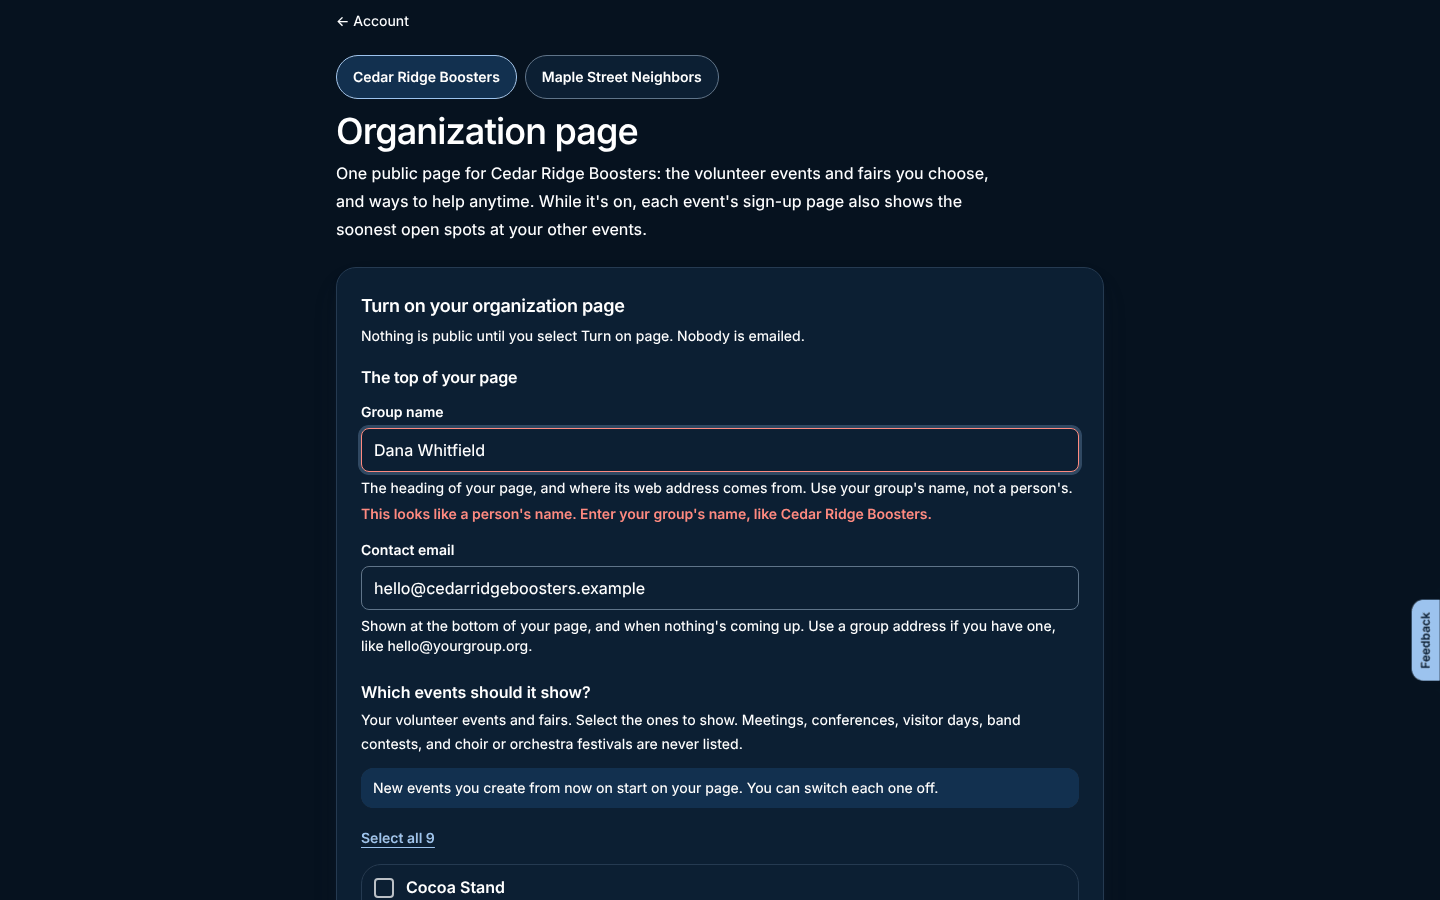 ← Account
Cedar Ridge Boosters
Maple Street Neighbors
Organization page
One public page for Cedar Ridge Boosters: the volunteer events and fairs you choose,
and ways to help anytime. While it's on, each event's sign-up page also shows the
soonest open spots at your other events.
Turn on your organization page
Nothing is public until you select Turn on page. Nobody is emailed.
The top of your page
Group name
Dana Whitfield
The heading of your page, and where its web address comes from. Use your group's name, not a person's.
This looks like a person's name. Enter your group's name, like Cedar Ridge Boosters.
Contact email
hello@cedarridgeboosters.example
Shown at the bottom of your page, and when nothing's coming up. Use a group address if you have one,
like hello@yourgroup.org.
Which events should it show?
Your volunteer events and fairs. Select the ones to show. Meetings, conferences, visitor days, band
contests, and choir or orchestra festivals are never listed.
New events you create from now on start on your page. You can switch each one off.
Select all 9
Cocoa Stand
Feedback